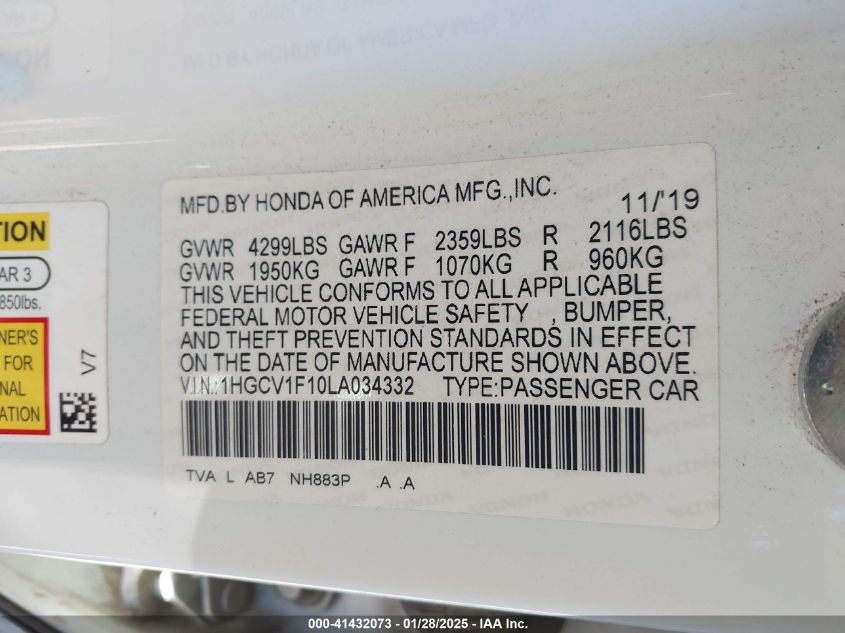 MFD.BY HONDA OF AMERICA MFG.,INC. 11/'19
GVWR 4299LBS GAWR F 2359LBS R 2116LBS
GVWR 1950KG GAWR F 1070KG R 960KG
THIS VEHICLE CONFORMS TO ALL APPLICABLE
FEDERAL MOTOR VEHICLE SAFETY , BUMPER,
AND THEFT PREVENTION STANDARDS IN EFFECT
ON THE DATE OF MANUFACTURE SHOWN ABOVE.
V.I.N.:1HGCV1F10LA034332 TYPE:PASSENGER CAR
TVA L AB7 NH883P .A .A
HONDA
TION
AR 3
850lbs.
NER'S
FOR
NAL
ATION
V7
000-41432073 - 01/28/2025 - IAA Inc.